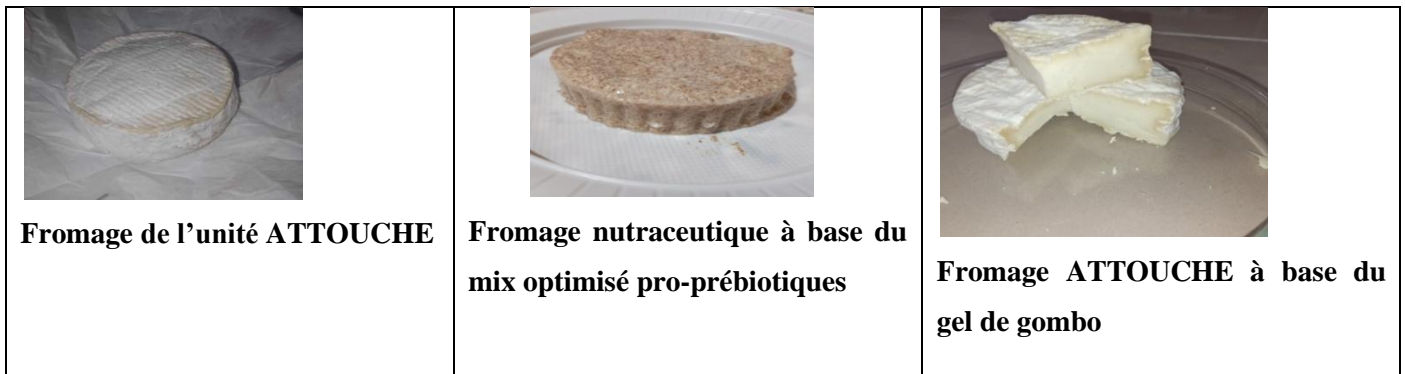 Fromage de l’unité ATTOUCHE
Fromage nutraceutique à base du
mix optimisé pro-prébiotiques
Fromage ATTOUCHE à base du
gel de gombo